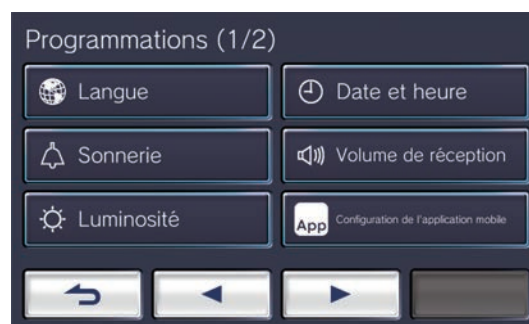 Programmations (1/2)
Langue
Date et heure
Sonnerie
Volume de réception
Luminosité
App Configuration de l'application mobile